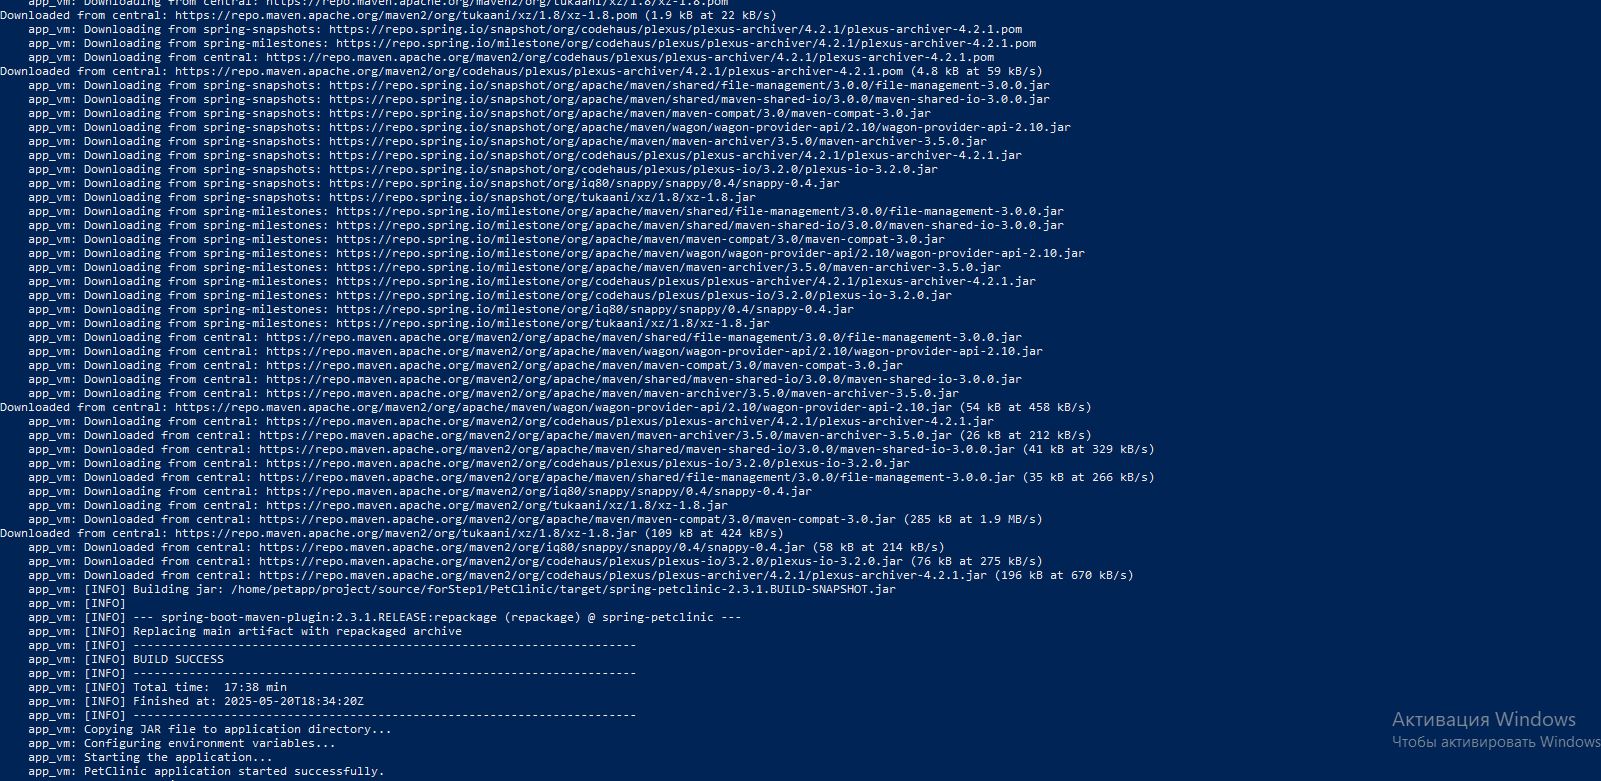 app_vm: Downloading from central: https://repo.maven.apache.org/maven2/org/tukaani/xz/1.8/xz-1.8.pom
Downloaded from central: https://repo.maven.apache.org/maven2/org/tukaani/xz/1.8/xz-1.8.pom (1.9 kB at 22 kB/s)
app_vm: Downloading from spring-snapshots: https://repo.spring.io/snapshot/org/codehaus/plexus/plexus-archiver/4.2.1/plexus-archiver-4.2.1.pom
app_vm: Downloading from spring-milestones: https://repo.spring.io/milestone/org/codehaus/plexus/plexus-archiver/4.2.1/plexus-archiver-4.2.1.pom
app_vm: Downloading from central: https://repo.maven.apache.org/maven2/org/codehaus/plexus/plexus-archiver/4.2.1/plexus-archiver-4.2.1.pom
Downloaded from central: https://repo.maven.apache.org/maven2/org/codehaus/plexus/plexus-archiver/4.2.1/plexus-archiver-4.2.1.pom (4.8 kB at 59 kB/s)
app_vm: Downloading from spring-snapshots: https://repo.spring.io/snapshot/org/apache/maven/shared/file-management/3.0.0/file-management-3.0.0.jar
app_vm: Downloading from spring-snapshots: https://repo.spring.io/snapshot/org/apache/maven/shared/maven-shared-io/3.0.0/maven-shared-io-3.0.0.jar
app_vm: Downloading from spring-snapshots: https://repo.spring.io/snapshot/org/apache/maven/maven-compat/3.0/maven-compat-3.0.jar
app_vm: Downloading from spring-snapshots: https://repo.spring.io/snapshot/org/apache/maven/wagon/wagon-provider-api/2.10/wagon-provider-api-2.10.jar
app_vm: Downloading from spring-snapshots: https://repo.spring.io/snapshot/org/apache/maven/maven-archiver/3.5.0/maven-archiver-3.5.0.jar
app_vm: Downloading from spring-snapshots: https://repo.spring.io/snapshot/org/codehaus/plexus/plexus-archiver/4.2.1/plexus-archiver-4.2.1.jar
app_vm: Downloading from spring-snapshots: https://repo.spring.io/snapshot/org/codehaus/plexus/plexus-io/3.2.0/plexus-io-3.2.0.jar
app_vm: Downloading from spring-snapshots: https://repo.spring.io/snapshot/org/iq80/snappy/snappy/0.4/snappy-0.4.jar
app_vm: Downloading from spring-snapshots: https://repo.spring.io/snapshot/org/tukaani/xz/1.8/xz-1.8.jar
app_vm: Downloading from spring-milestones: https://repo.spring.io/milestone/org/apache/maven/shared/file-management/3.0.0/file-management-3.0.0.jar
app_vm: Downloading from spring-milestones: https://repo.spring.io/milestone/org/apache/maven/shared/maven-shared-io/3.0.0/maven-shared-io-3.0.0.jar
app_vm: Downloading from spring-milestones: https://repo.spring.io/milestone/org/apache/maven/maven-compat/3.0/maven-compat-3.0.jar
app_vm: Downloading from spring-milestones: https://repo.spring.io/milestone/org/apache/maven/wagon/wagon-provider-api/2.10/wagon-provider-api-2.10.jar
app_vm: Downloading from spring-milestones: https://repo.spring.io/milestone/org/apache/maven/maven-archiver/3.5.0/maven-archiver-3.5.0.jar
app_vm: Downloading from spring-milestones: https://repo.spring.io/milestone/org/codehaus/plexus/plexus-archiver/4.2.1/plexus-archiver-4.2.1.jar
app_vm: Downloading from spring-milestones: https://repo.spring.io/milestone/org/codehaus/plexus/plexus-io/3.2.0/plexus-io-3.2.0.jar
app_vm: Downloading from spring-milestones: https://repo.spring.io/milestone/org/iq80/snappy/snappy/0.4/snappy-0.4.jar
app_vm: Downloading from spring-milestones: https://repo.spring.io/milestone/org/tukaani/xz/1.8/xz-1.8.jar
app_vm: Downloading from central: https://repo.maven.apache.org/maven2/org/apache/maven/shared/file-management/3.0.0/file-management-3.0.0.jar
app_vm: Downloading from central: https://repo.maven.apache.org/maven2/org/apache/maven/wagon/wagon-provider-api/2.10/wagon-provider-api-2.10.jar
app_vm: Downloading from central: https://repo.maven.apache.org/maven2/org/apache/maven/maven-compat/3.0/maven-compat-3.0.jar
app_vm: Downloading from central: https://repo.maven.apache.org/maven2/org/apache/maven/shared/maven-shared-io/3.0.0/maven-shared-io-3.0.0.jar
app_vm: Downloading from central: https://repo.maven.apache.org/maven2/org/apache/maven/maven-archiver/3.5.0/maven-archiver-3.5.0.jar
Downloaded from central: https://repo.maven.apache.org/maven2/org/apache/maven/wagon/wagon-provider-api/2.10/wagon-provider-api-2.10.jar (54 kB at 458 kB/s)
app_vm: Downloading from central: https://repo.maven.apache.org/maven2/org/codehaus/plexus/plexus-archiver/4.2.1/plexus-archiver-4.2.1.jar
app_vm: Downloaded from central: https://repo.maven.apache.org/maven2/org/apache/maven/maven-archiver/3.5.0/maven-archiver-3.5.0.jar (26 kB at 212 kB/s)
app_vm: Downloaded from central: https://repo.maven.apache.org/maven2/org/apache/maven/shared/maven-shared-io/3.0.0/maven-shared-io-3.0.0.jar (41 kB at 329 kB/s)
app_vm: Downloading from central: https://repo.maven.apache.org/maven2/org/codehaus/plexus/plexus-io/3.2.0/plexus-io-3.2.0.jar
app_vm: Downloaded from central: https://repo.maven.apache.org/maven2/org/apache/maven/shared/file-management/3.0.0/file-management-3.0.0.jar (35 kB at 266 kB/s)
app_vm: Downloading from central: https://repo.maven.apache.org/maven2/org/iq80/snappy/snappy/0.4/snappy-0.4.jar
app_vm: Downloading from central: https://repo.maven.apache.org/maven2/org/tukaani/xz/1.8/xz-1.8.jar
app_vm: Downloaded from central: https://repo.maven.apache.org/maven2/org/apache/maven/maven-compat/3.0/maven-compat-3.0.jar (285 kB at 1.9 MB/s)
Downloaded from central: https://repo.maven.apache.org/maven2/org/tukaani/xz/1.8/xz-1.8.jar (109 kB at 424 kB/s)
app_vm: Downloaded from central: https://repo.maven.apache.org/maven2/org/iq80/snappy/snappy/0.4/snappy-0.4.jar (58 kB at 214 kB/s)
app_vm: Downloaded from central: https://repo.maven.apache.org/maven2/org/codehaus/plexus/plexus-io/3.2.0/plexus-io-3.2.0.jar (76 kB at 275 kB/s)
app_vm: Downloaded from central: https://repo.maven.apache.org/maven2/org/codehaus/plexus/plexus-archiver/4.2.1/plexus-archiver-4.2.1.jar (196 kB at 670 kB/s)
app_vm: [INFO] Building jar: /home/petapp/project/source/forStep1/PetClinic/target/spring-petclinic-2.3.1.BUILD-SNAPSHOT.jar
app_vm: [INFO]
app_vm: [INFO] --- spring-boot-maven-plugin:2.3.1.RELEASE:repackage (repackage) @ spring-petclinic ---
app_vm: [INFO] Replacing main artifact with repackaged archive
app_vm: [INFO] ------------------------------------------------------------------------
app_vm: [INFO] BUILD SUCCESS
app_vm: [INFO] ------------------------------------------------------------------------
app_vm: [INFO] Total time:  17:38 min
app_vm: [INFO] Finished at: 2025-05-20T18:34:20Z
app_vm: [INFO] ------------------------------------------------------------------------
app_vm: Copying JAR file to application directory...
app_vm: Configuring environment variables...
app_vm: Starting the application...
app_vm: PetClinic application started successfully.
Активация Windows
Чтобы активировать Windows